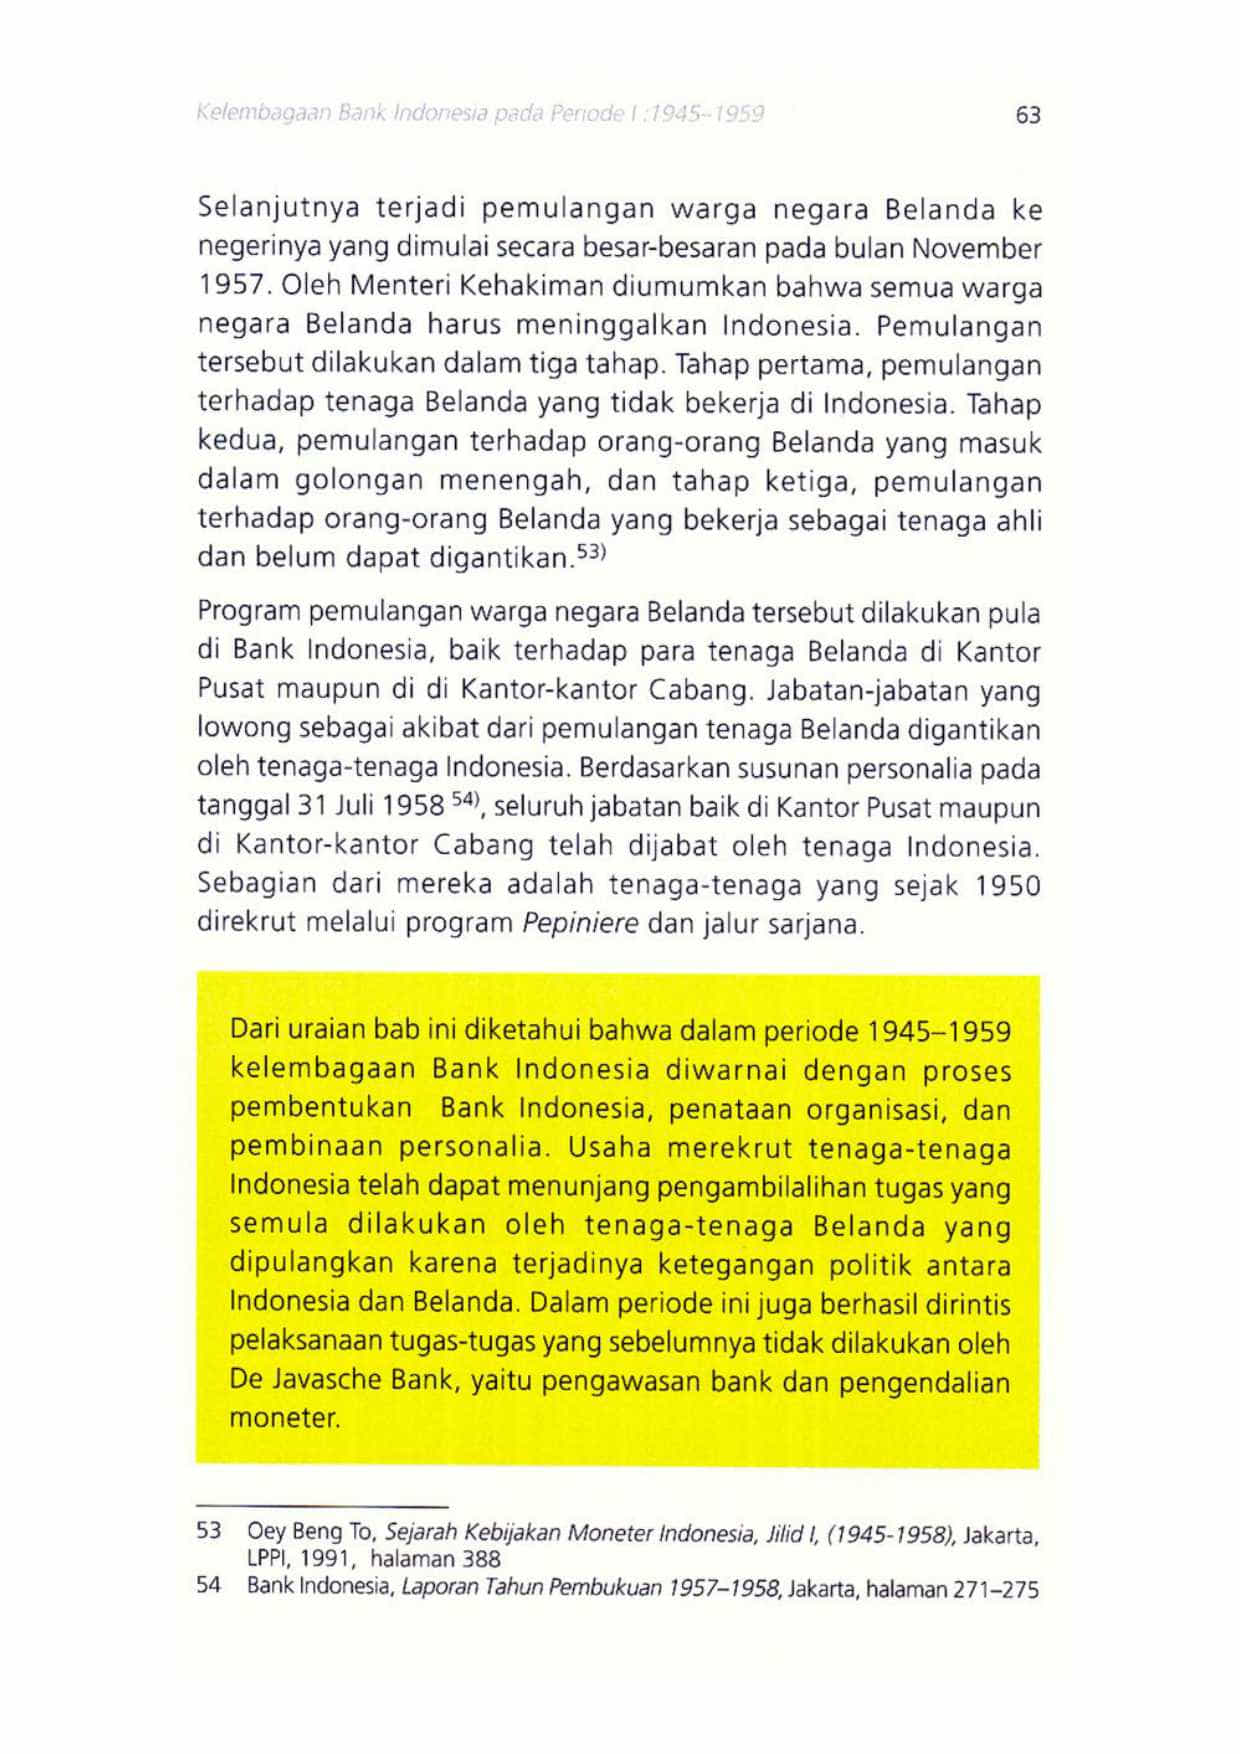 Kelembagaan Bank Indonesia pada Periode I :1945–1959 63
Selanjutnya terjadi pemulangan warga negara Belanda ke
negerinya yang dimulai secara besar-besaran pada bulan November
1957. Oleh Menteri Kehakiman diumumkan bahwa semua warga
negara Belanda harus meninggalkan Indonesia. Pemulangan
tersebut dilakukan dalam tiga tahap. Tahap pertama, pemulangan
terhadap tenaga Belanda yang tidak bekerja di Indonesia. Tahap
kedua, pemulangan terhadap orang-orang Belanda yang masuk
dalam golongan menengah, dan tahap ketiga, pemulangan
terhadap orang-orang Belanda yang bekerja sebagai tenaga ahli
dan belum dapat digantikan.53)
Program pemulangan warga negara Belanda tersebut dilakukan pula
di Bank Indonesia, baik terhadap para tenaga Belanda di Kantor
Pusat maupun di di Kantor-kantor Cabang. Jabatan-jabatan yang
lowong sebagai akibat dari pemulangan tenaga Belanda digantikan
oleh tenaga-tenaga Indonesia. Berdasarkan susunan personalia pada
tanggal 31 Juli 1958 54), seluruh jabatan baik di Kantor Pusat maupun
di Kantor-kantor Cabang telah dijabat oleh tenaga Indonesia.
Sebagian dari mereka adalah tenaga-tenaga yang sejak 1950
direkrut melalui program Pepiniere dan jalur sarjana.
Dari uraian bab ini diketahui bahwa dalam periode 1945–1959
kelembagaan Bank Indonesia diwarnai dengan proses
pembentukan Bank Indonesia, penataan organisasi, dan
pembinaan personalia. Usaha merekrut tenaga-tenaga
Indonesia telah dapat menunjang pengambilalihan tugas yang
semula dilakukan oleh tenaga-tenaga Belanda yang
dipulangkan karena terjadinya ketegangan politik antara
Indonesia dan Belanda. Dalam periode ini juga berhasil dirintis
pelaksanaan tugas-tugas yang sebelumnya tidak dilakukan oleh
De Javasche Bank, yaitu pengawasan bank dan pengendalian
moneter.
53 Oey Beng To, Sejarah Kebijakan Moneter Indonesia, Jilid I, (1945-1958), Jakarta,
LPPI, 1991, halaman 388
54 Bank Indonesia, Laporan Tahun Pembukuan 1957–1958, Jakarta, halaman 271–275